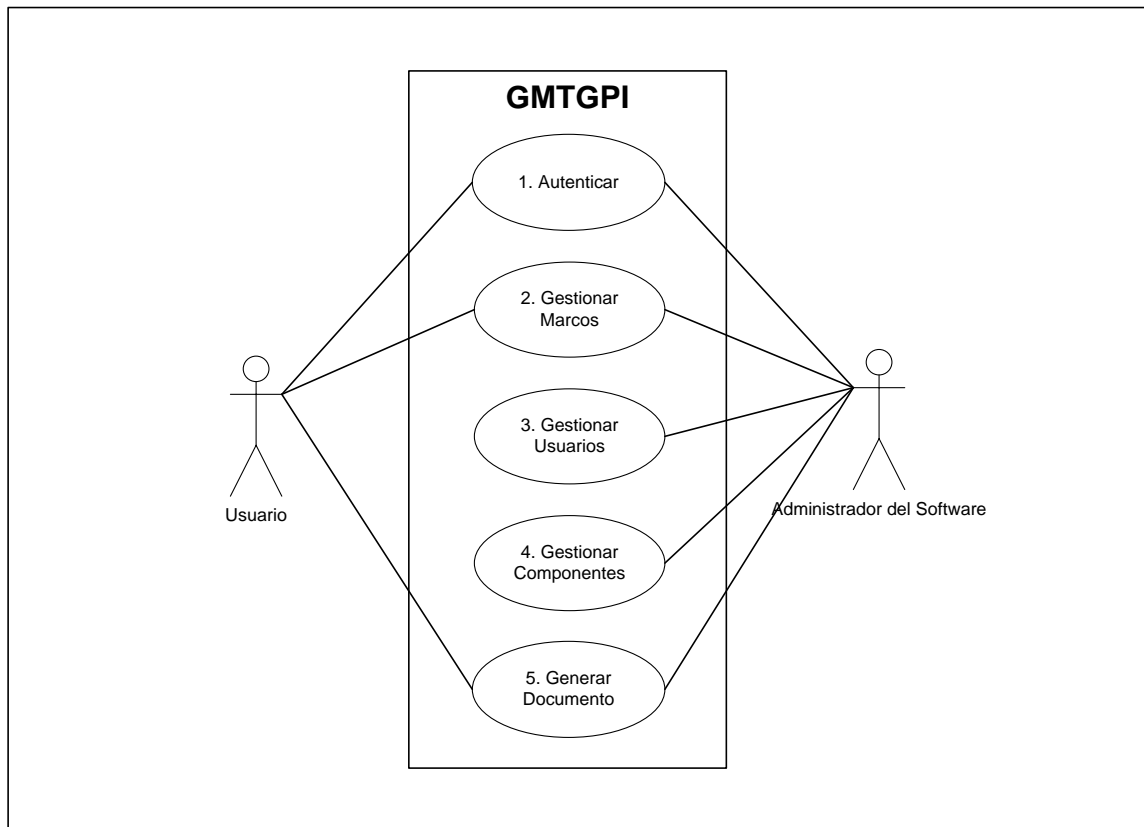 GMTGPI
1. Autenticar
2. Gestionar
Marcos
3. Gestionar
Usuarios
4. Gestionar
Componentes
5. Generar
Documento
Usuario
Administrador del Software